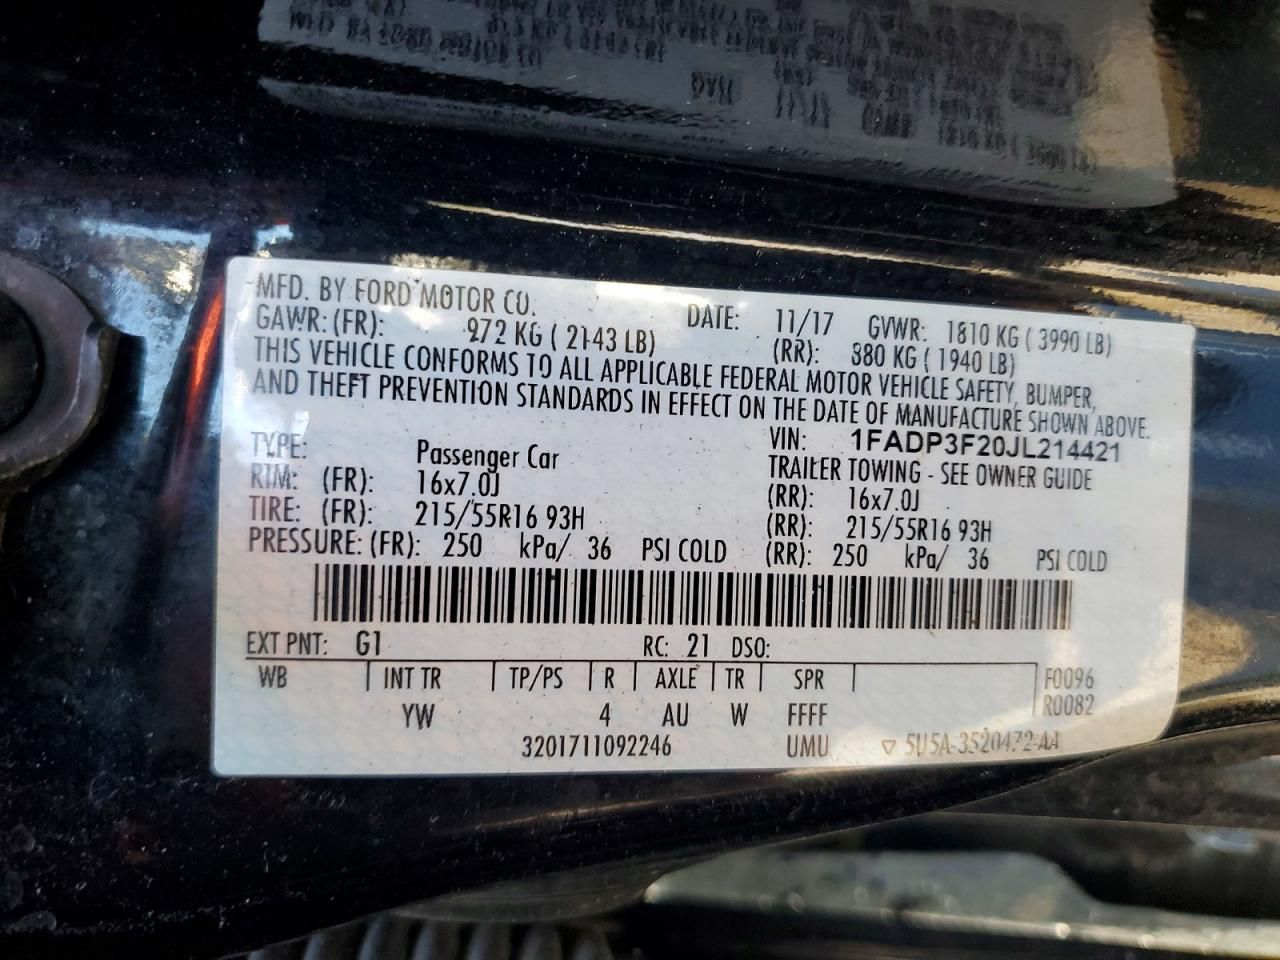 MFD. BY FORD MOTOR CO. DATE: 11/17 GVWR: 1810 KG ( 3990 LB)
GAWR: (FR): 972 KG ( 2143 LB) (RR): 880 KG ( 1940 LB)
THIS VEHICLE CONFORMS TO ALL APPLICABLE FEDERAL MOTOR VEHICLE SAFETY, BUMPER,
AND THEFT PREVENTION STANDARDS IN EFFECT ON THE DATE OF MANUFACTURE SHOWN ABOVE.
VIN: 1FADP3F20JL214421
TYPE: Passenger Car TRAILER TOWING - SEE OWNER GUIDE
RIM: (FR): 16x7.0J (RR): 16x7.0J
TIRE: (FR): 215/55R16 93H (RR): 215/55R16 93H
PRESSURE: (FR): 250 kPa/ 36 PSI COLD (RR): 250 kPa/ 36 PSI COLD
EXT PNT: G1 RC: 21 DSO:
WB INT TR TP/PS R AXLE TR SPR F0096
YW 4 AU W FFFF R0082
3201711092246 UMU ▽ 5U5A-3520472-AA